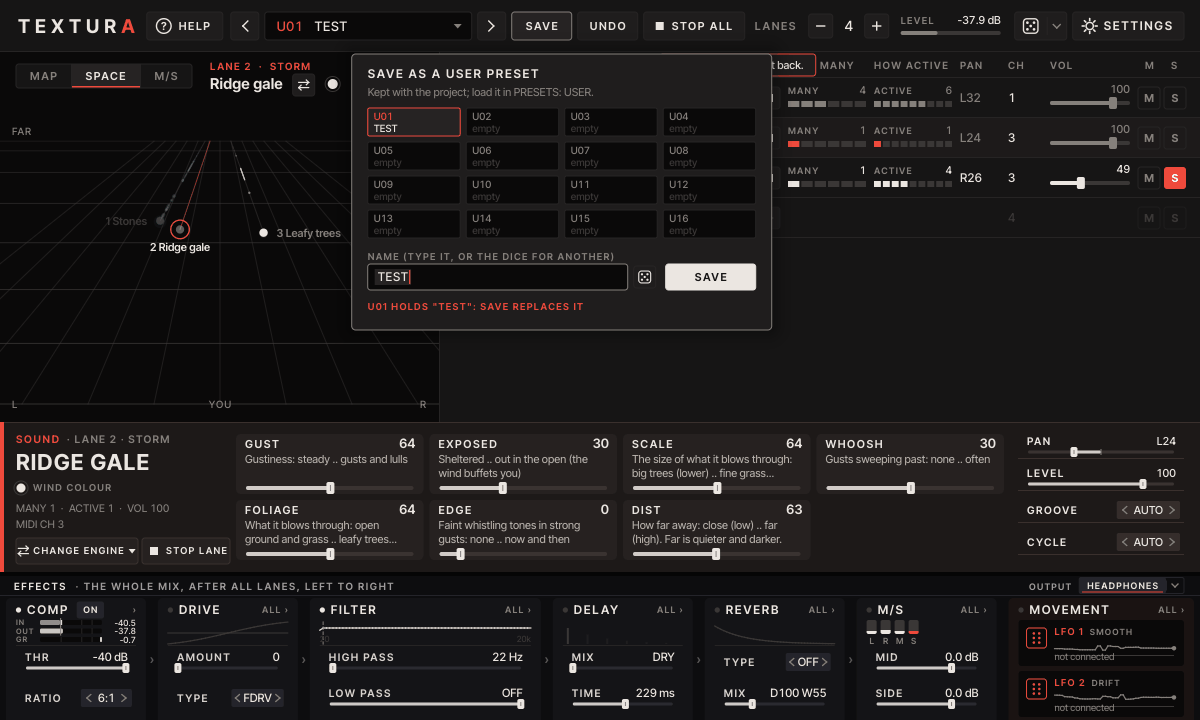 TEXTURA
HELP
U01 TEST
SAVE
UNDO
STOP ALL
LANES
4
LEVEL -37.9 dB
SETTINGS
MAP
SPACE
M/S
LANE 2 · STORM
Ridge gale
FAR
1 Stones
2 Ridge gale
3 Leafy trees
L
YOU
R
SAVE AS A USER PRESET
Kept with the project; load it in PRESETS: USER.
U01
TEST
U02
empty
U03
empty
U04
empty
U05
empty
U06
empty
U07
empty
U08
empty
U09
empty
U10
empty
U11
empty
U12
empty
U13
empty
U14
empty
U15
empty
U16
empty
NAME (TYPE IT, OR THE DICE FOR ANOTHER)
TEST
SAVE
U01 HOLDS "TEST": SAVE REPLACES IT
t back.
MANY
HOW ACTIVE
PAN
CH
VOL
M
S
MANY 4
ACTIVE 6
L32
1
100
M
S
MANY 1
ACTIVE 1
L24
3
100
M
S
MANY 1
ACTIVE 4
R26
3
49
M
S
4
M
S
SOUND · LANE 2 · STORM
RIDGE GALE
WIND COLOUR
MANY 1 · ACTIVE 1 · VOL 100
MIDI CH 3
CHANGE ENGINE
STOP LANE
GUST 64
Gustiness: steady .. gusts and lulls
EXPOSED 30
Sheltered .. out in the open (the
wind buffets you)
SCALE 64
The size of what it blows through:
big trees (lower) .. fine grass...
WHOOSH 30
Gusts sweeping past: none .. often
FOLIAGE 64
What it blows through: open
ground and grass .. leafy trees...
EDGE 0
Faint whistling tones in strong
gusts: none .. now and then
DIST 63
How far away: close (low) .. far
(high). Far is quieter and darker.
PAN L24
LEVEL 100
GROOVE < AUTO >
CYCLE < AUTO >
EFFECTS · THE WHOLE MIX, AFTER ALL LANES, LEFT TO RIGHT
OUTPUT HEADPHONES
COMP ON ›
IN -40.5
OUT -37.8
GR -0.7
THR -40 dB
RATIO < 6:1 >
DRIVE ALL ›
AMOUNT 0
TYPE < FDRV >
FILTER ALL ›
20 20k
HIGH PASS 22 Hz
LOW PASS OFF
DELAY ALL ›
MIX DRY
TIME 229 ms
REVERB ALL ›
TYPE < OFF >
MIX D100 W55
M/S ALL ›
L R M S
MID 0.0 dB
SIDE 0.0 dB
MOVEMENT ALL ›
LFO 1 SMOOTH
not connected
LFO 2 DRIFT
not connected